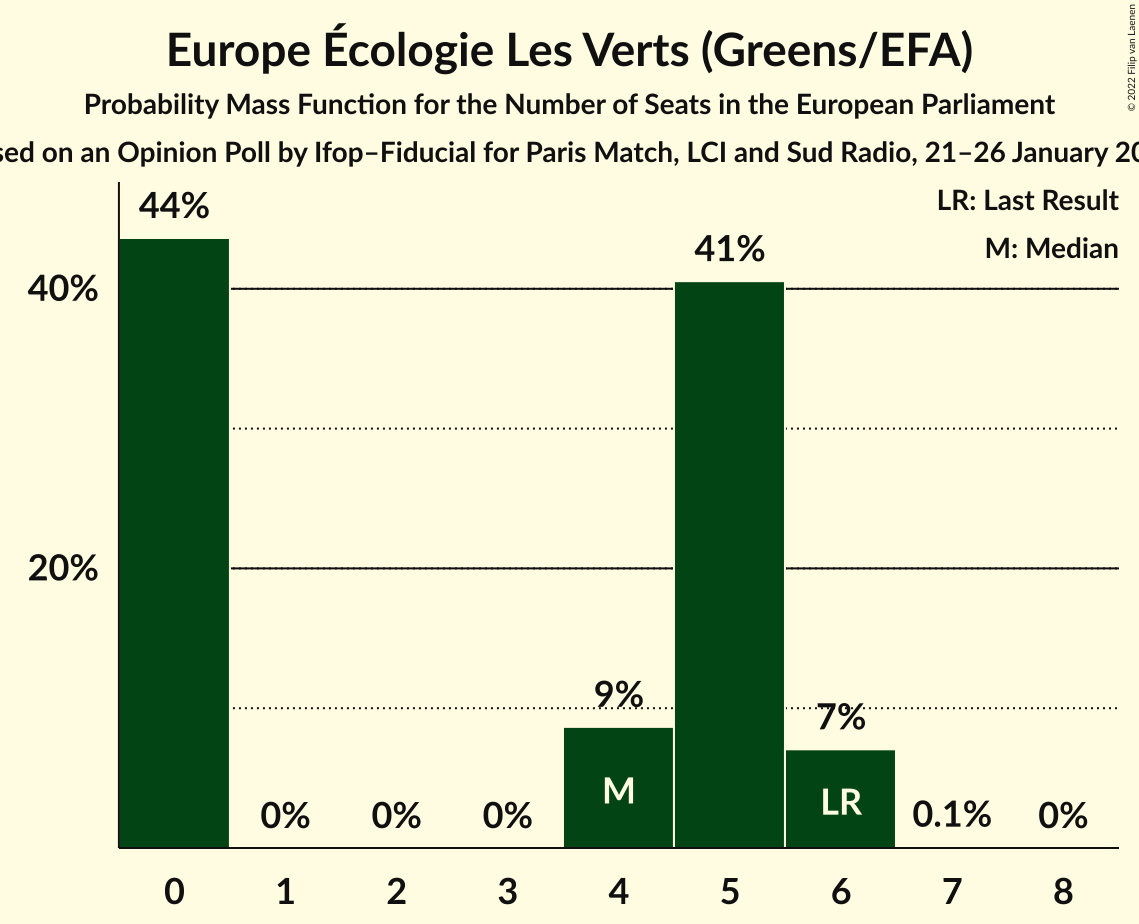 Europe Écologie Les Verts (Greens/EFA)
Probability Mass Function for the Number of Seats in the European Parliament
on an Opinion Poll by Ifop–Fiducial for Paris Match, LCI and Sud Radio, 21–26 January
© 2022 Filip van Laenen
LR: Last Result
M: Median
44%
41%
40%
20%
9%
7%
M
LR
0% 0% 0% 0.1% 0%
0 1 2 3 4 5 6 7 8